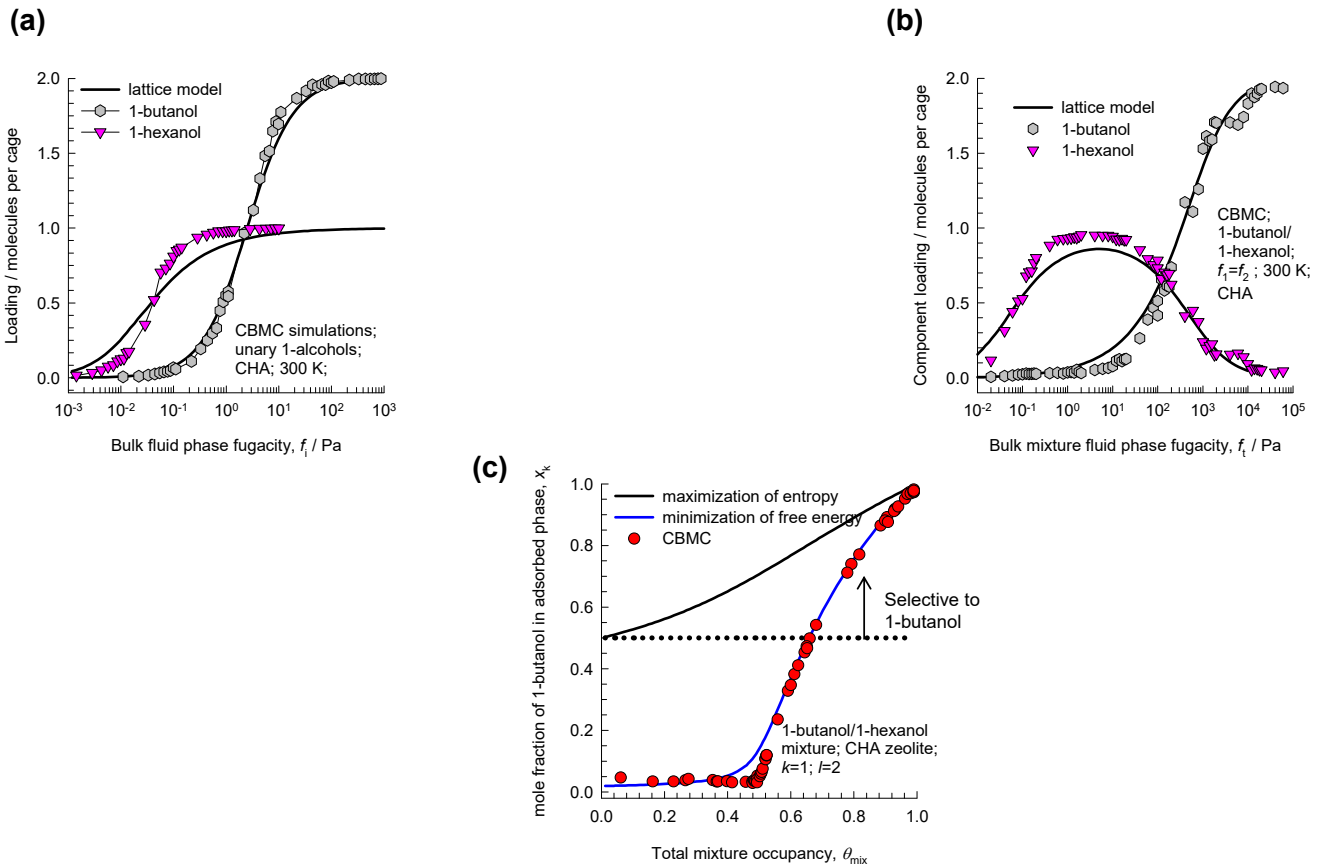 (a)
Loading / molecules per cage
2.0
1.5
1.0
0.5
0.0
lattice model
1-butanol
1-hexanol
CBMC simulations;
unary 1-alcohols;
CHA; 300 K;
10-3 10-2 10-1 100 101 102 103
Bulk fluid phase fugacity, fi / Pa
(b)
Component loading / molecules per cage
2.0
1.5
1.0
0.5
0.0
lattice model
1-butanol
1-hexanol
CBMC;
1-butanol/
1-hexanol;
f1=f2 ; 300 K;
CHA
10-2 10-1 100 101 102 103 104 105
Bulk mixture fluid phase fugacity, ft / Pa
(c)
mole fraction of 1-butanol in adsorbed phase, xk
1.0
0.8
0.6
0.4
0.2
0.0
maximization of entropy
minimization of free energy
CBMC
Selective to
1-butanol
1-butanol/1-hexanol
mixture; CHA zeolite;
k=1; l=2
0.0 0.2 0.4 0.6 0.8 1.0
Total mixture occupancy, θmix